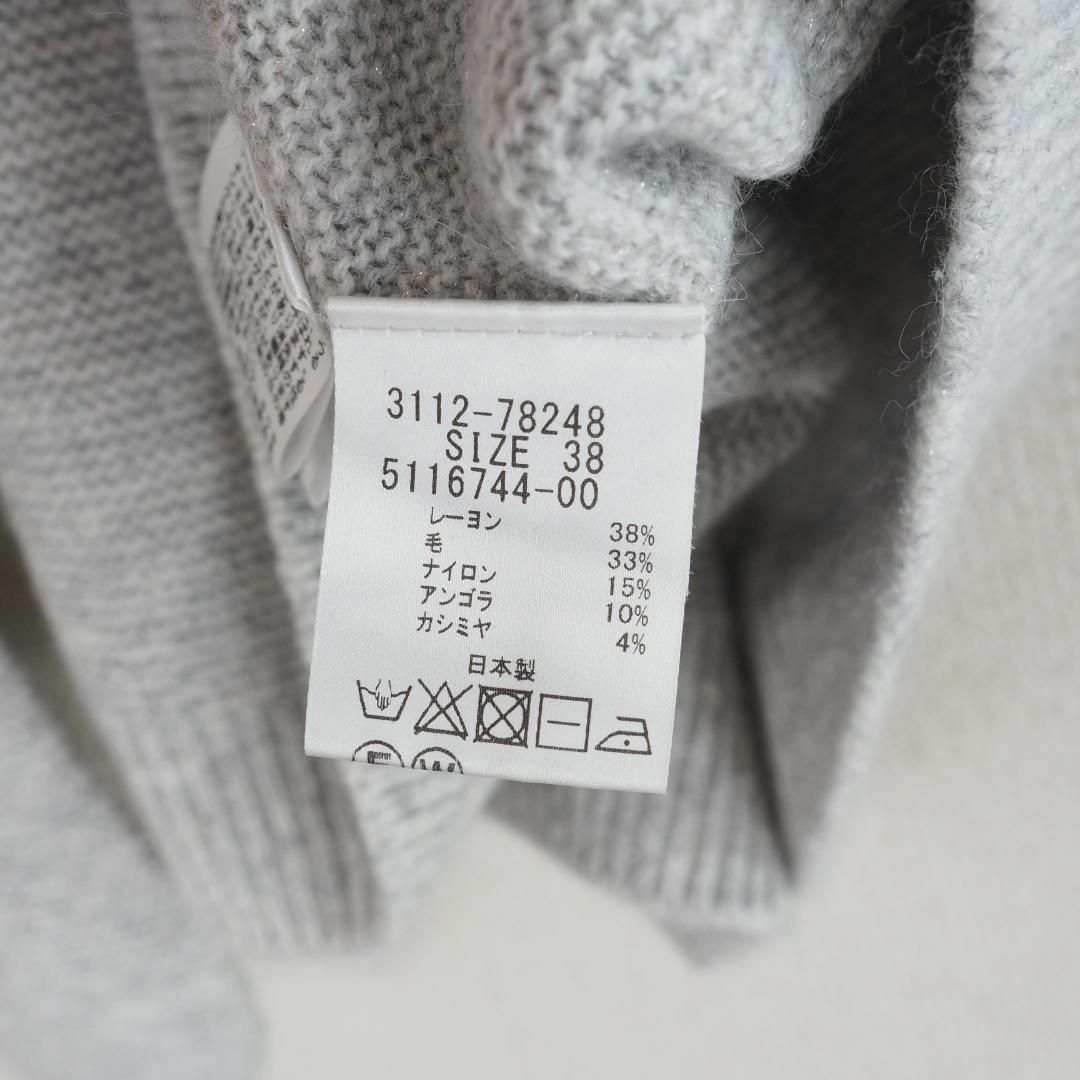 3112-78248
SIZE 38
5116744-00
レーヨン 38%
毛 33%
ナイロン 15%
アンゴラ 10%
カシミヤ 4%
日本製